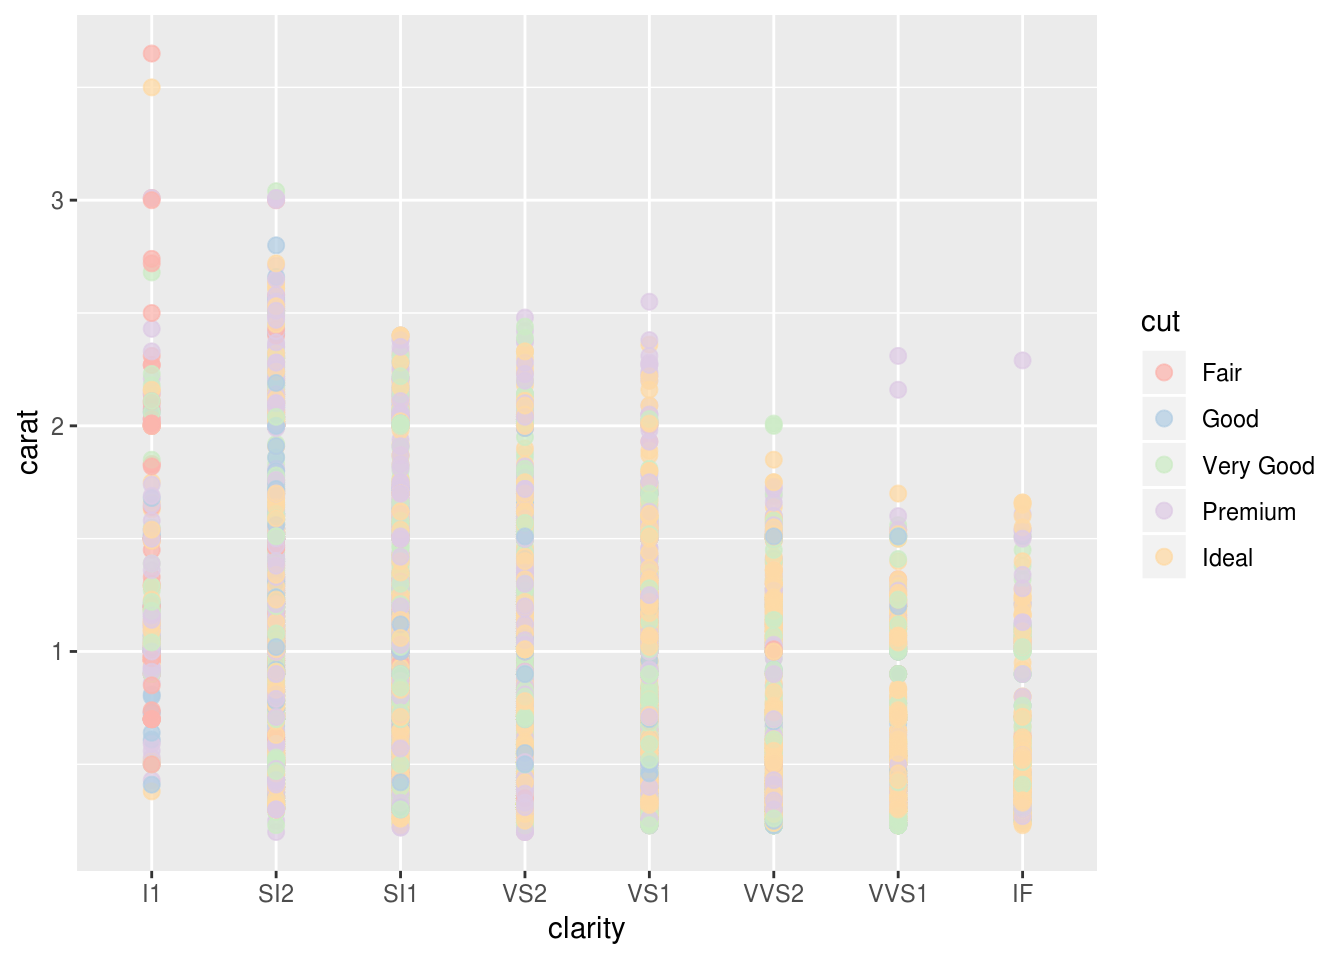 3
2
1
carat
I1 SI2 SI1 VS2 VS1 VVS2 VVS1 IF
clarity
cut
Fair
Good
Very Good
Premium
Ideal